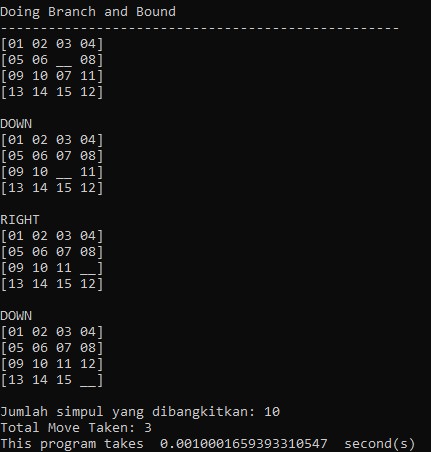 Doing Branch and Bound
--------------------------------------------------
[01 02 03 04]
[05 06 __ 08]
[09 10 07 11]
[13 14 15 12]
DOWN
[01 02 03 04]
[05 06 07 08]
[09 10 __ 11]
[13 14 15 12]
RIGHT
[01 02 03 04]
[05 06 07 08]
[09 10 11 __]
[13 14 15 12]
DOWN
[01 02 03 04]
[05 06 07 08]
[09 10 11 12]
[13 14 15 __]
Jumlah simpul yang dibangkitkan: 10
Total Move Taken: 3
This program takes  0.0010001659393310547  second(s)